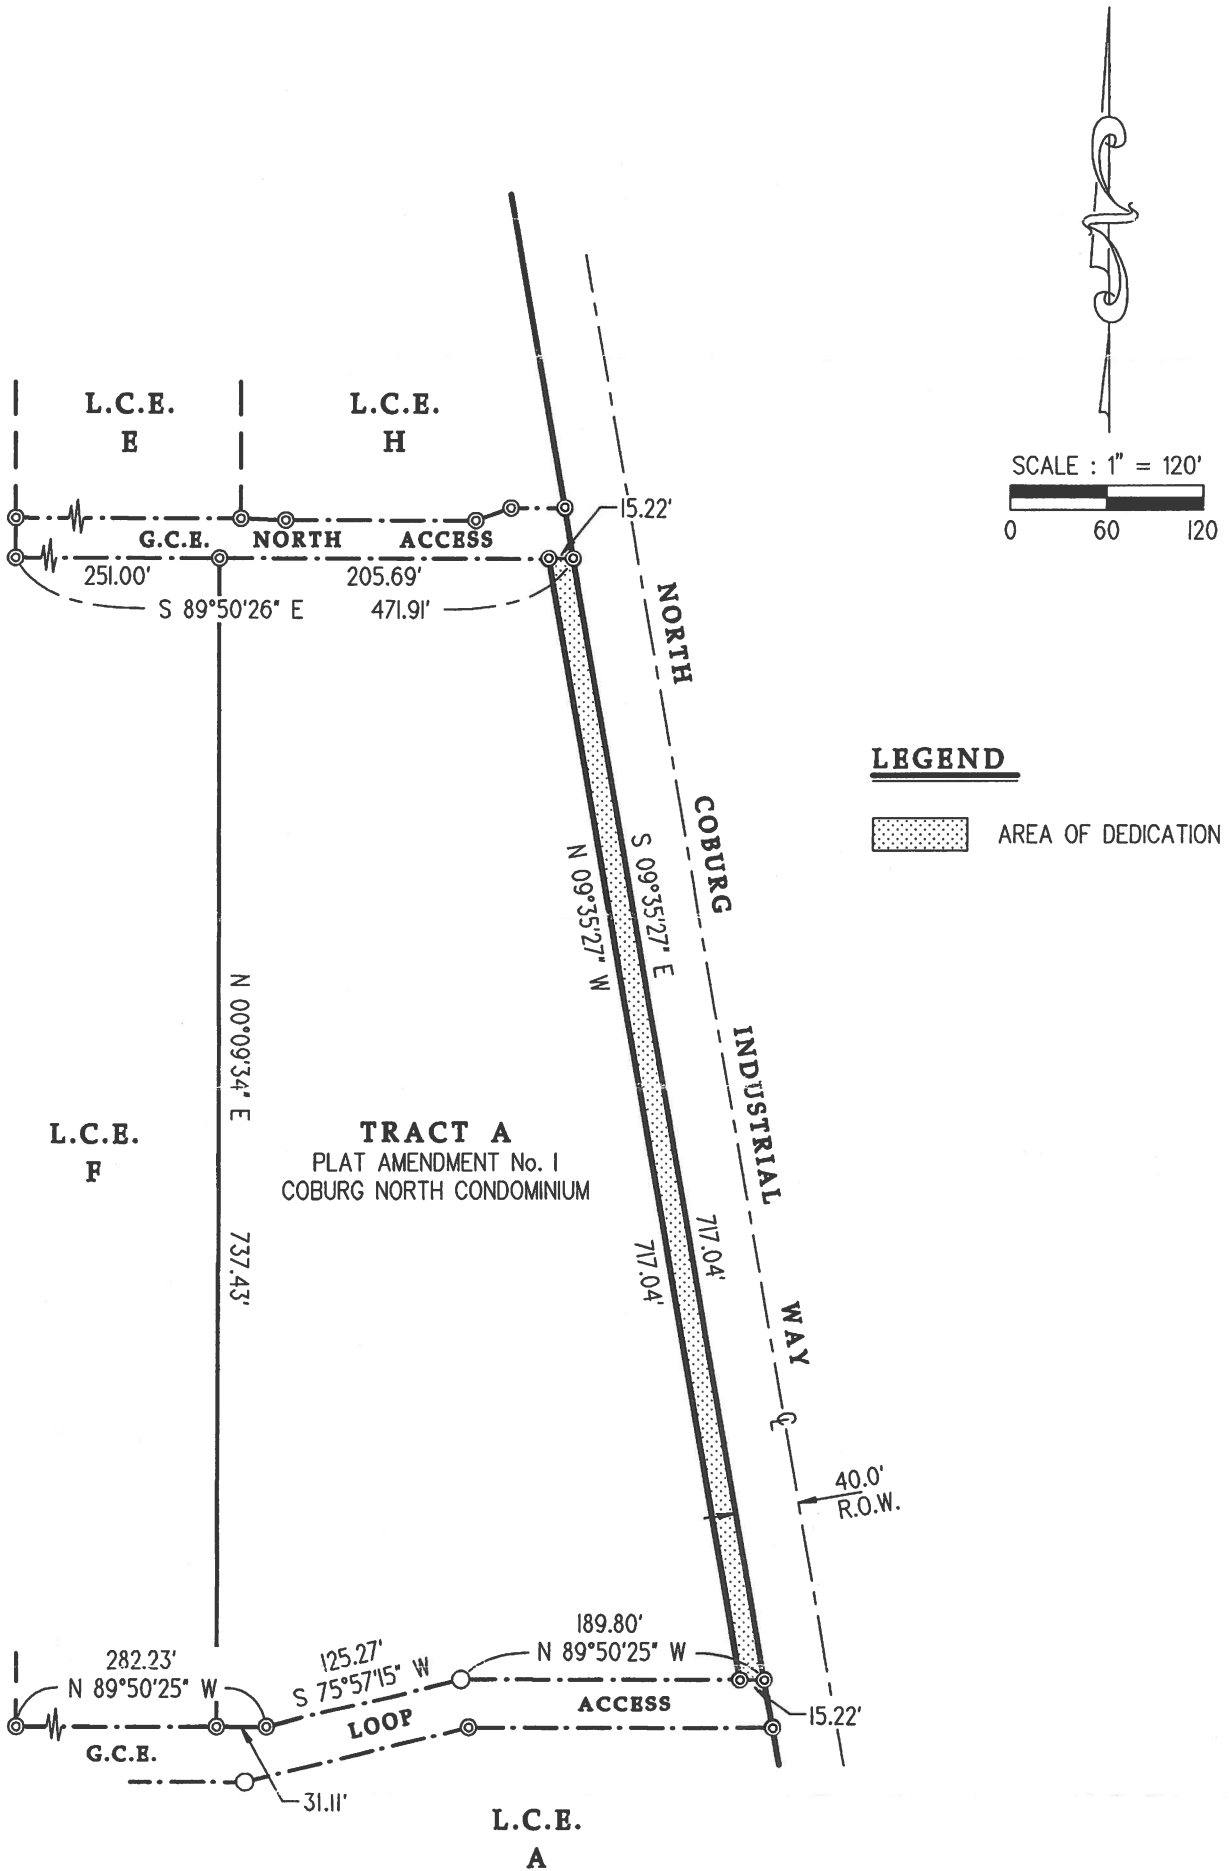 SCALE : 1" = 120'
0 60 120
L.C.E.
E
L.C.E.
H
15.22'
G.C.E. NORTH ACCESS
251.00' 205.69'
S 89°50'26" E 471.91'
NORTH COBURG INDUSTRIAL WAY
LEGEND
AREA OF DEDICATION
S 09°35'27" E
N 09°35'27" W
N 00°09'34" E 737.43'
L.C.E.
F
TRACT A
PLAT AMENDMENT No. 1
COBURG NORTH CONDOMINIUM
717.04'
717.04'
CL
40.0'
R.O.W.
189.80'
N 89°50'25" W
282.23'
N 89°50'25" W
125.27'
S 75°57'15" W
ACCESS
LOOP
15.22'
G.C.E.
31.11'
L.C.E.
A